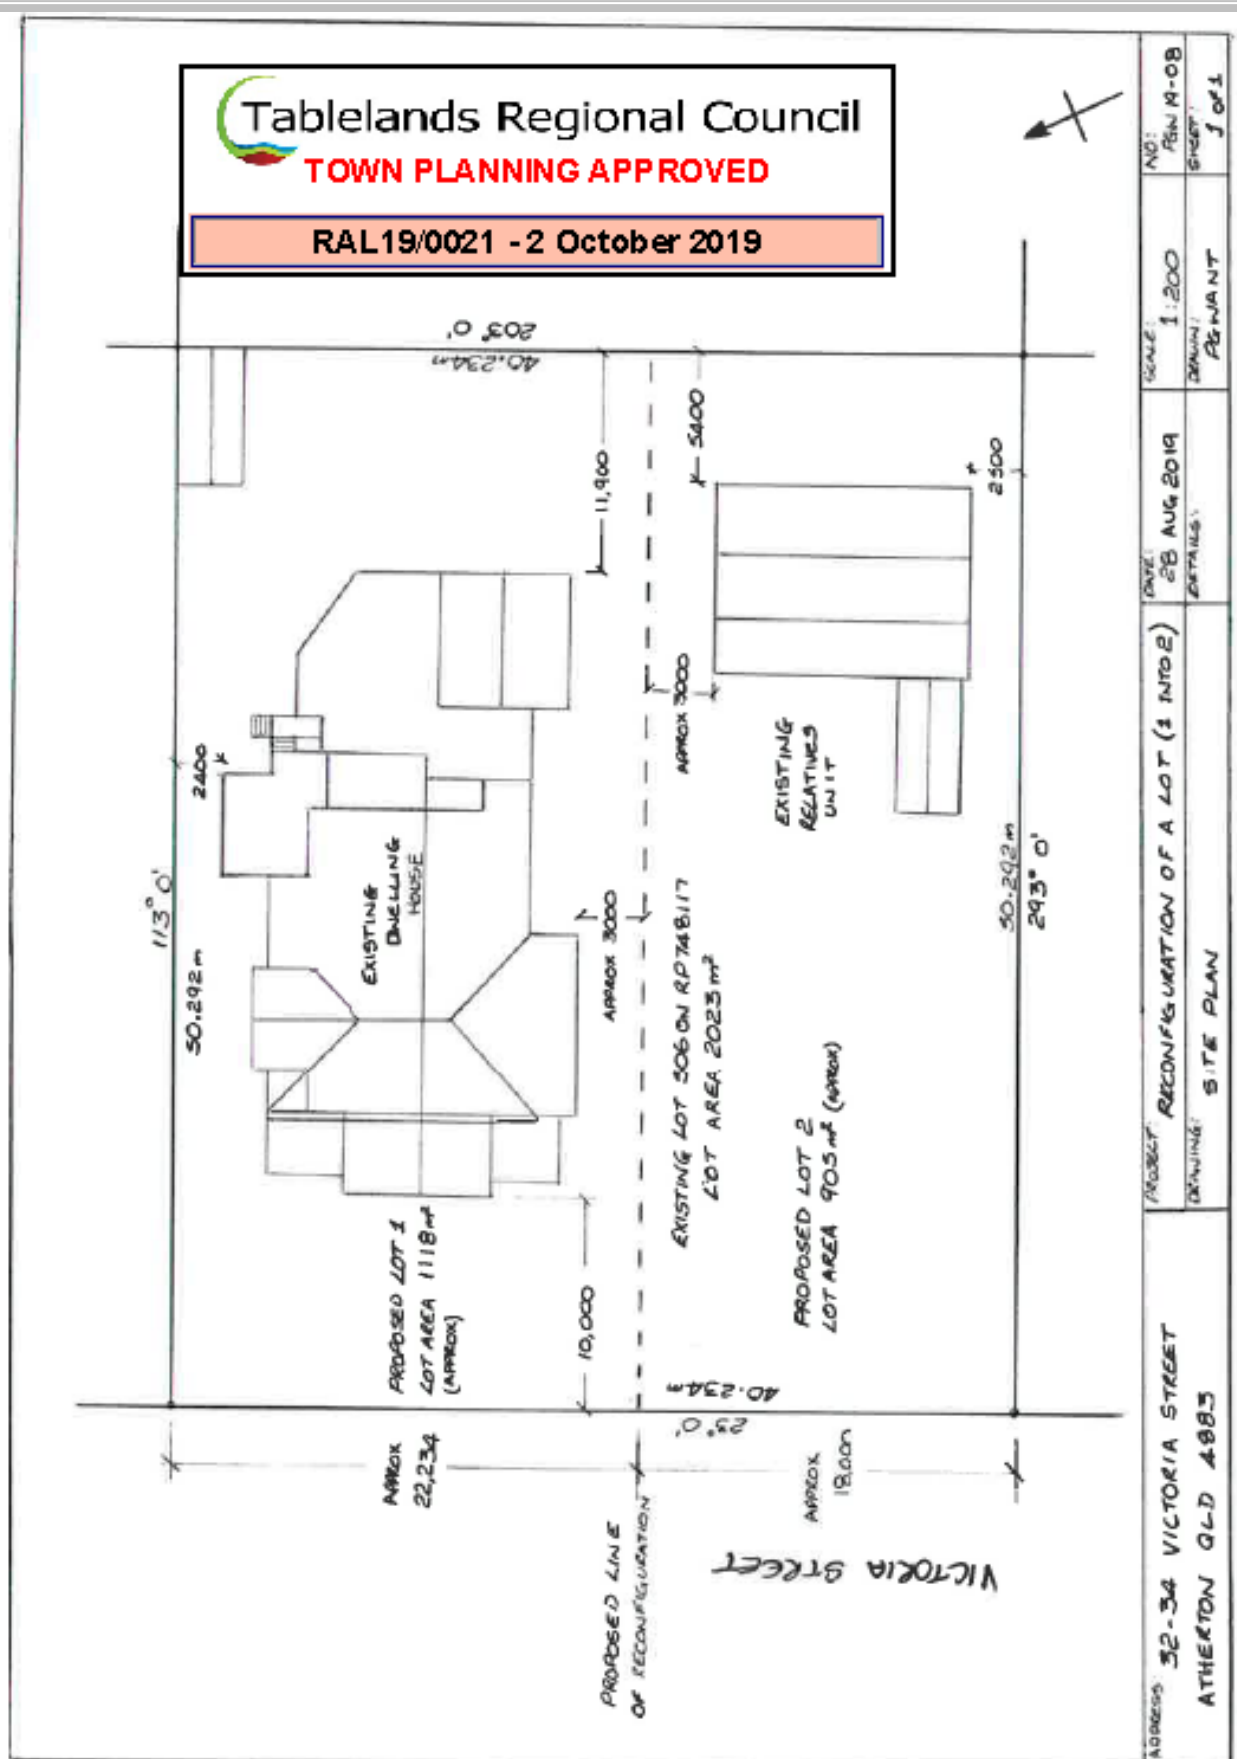 Tablelands Regional Council
TOWN PLANNING APPROVED
RAL19/0021 - 2 October 2019
203° 0'
40.234m
113° 0'
50.292m
2400
11,900
5400
2500
EXISTING
DWELLING
HOUSE
APPROX 3000
APPROX 3000
EXISTING
RELATIVES
UNIT
EXISTING LOT 506 ON RP748117
LOT AREA 2023m²
PROPOSED LOT 1
LOT AREA 1118m²
(APPROX)
PROPOSED LOT 2
LOT AREA 905m² (APPROX)
50.292m
293° 0'
10,000
40.234m
23° 0'
APPROX
22,234
APPROX
18,000
PROPOSED LINE
OF RECONFIGURATION
VICTORIA STREET
ADDRESS: 32-34 VICTORIA STREET
ATHERTON QLD 4883
PROJECT: RECONFIGURATION OF A LOT (1 INTO 2)
DRAWING: SITE PLAN
DATE: 28 AUG 2019
DETAILS:
SCALE: 1:200
DRAWN: PGWANT
NO: PGW 19-08
SHEET: 1 OF 1